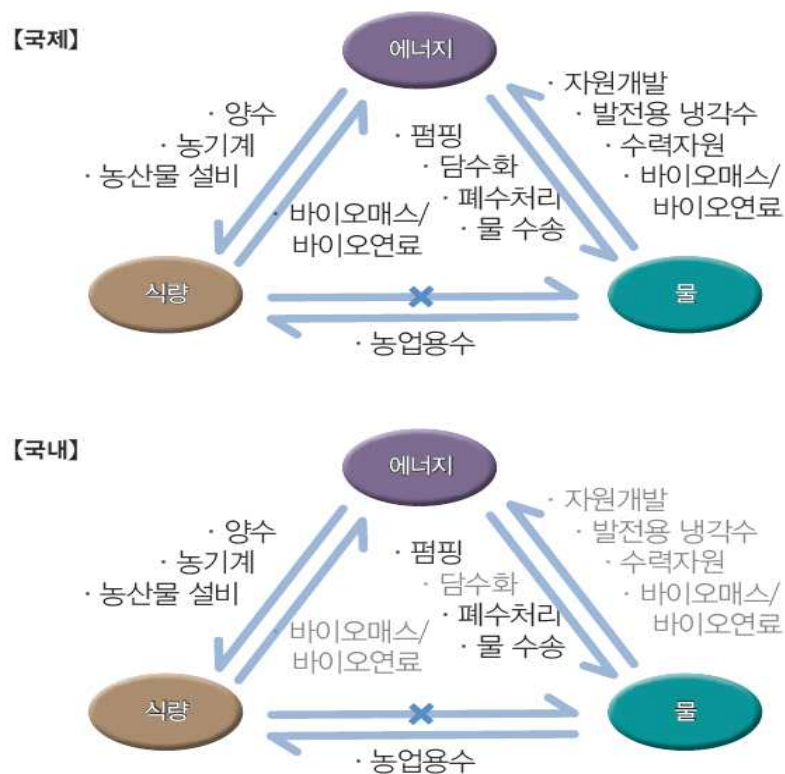 【국제】
에너지
· 양수
· 농기계
· 농산물 설비
· 바이오매스/
바이오연료
· 펌핑
· 담수화
· 폐수처리
· 물 수송
· 자원개발
· 발전용 냉각수
· 수력자원
· 바이오매스/
바이오연료
식량
물
· 농업용수
【국내】
에너지
· 양수
· 농기계
· 농산물 설비
· 바이오매스/
바이오연료
· 펌핑
· 담수화
· 폐수처리
· 물 수송
· 자원개발
· 발전용 냉각수
· 수력자원
· 바이오매스/
바이오연료
식량
물
· 농업용수